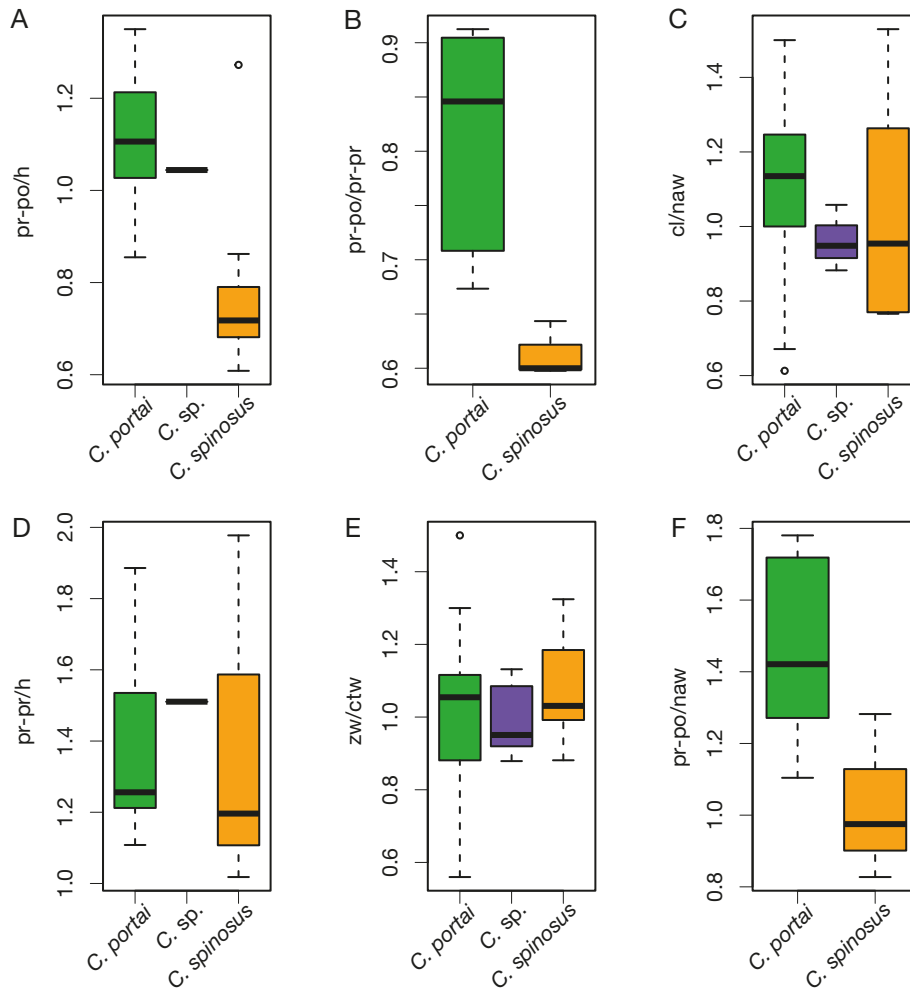 A
pr-po/h
1.2
1.0
0.8
0.6
C. portai
C. sp.
C. spinosus
B
pr-po/pr-pr
0.9
0.8
0.7
0.6
C. portai
C. spinosus
C
cl/naw
1.4
1.2
1.0
0.8
0.6
C. portai
C. sp.
C. spinosus
D
pr-pr/h
2.0
1.8
1.6
1.4
1.2
1.0
C. portai
C. sp.
C. spinosus
E
zw/ctw
1.4
1.2
1.0
0.8
0.6
C. portai
C. sp.
C. spinosus
F
pr-po/naw
1.8
1.6
1.4
1.2
1.0
0.8
C. portai
C. spinosus